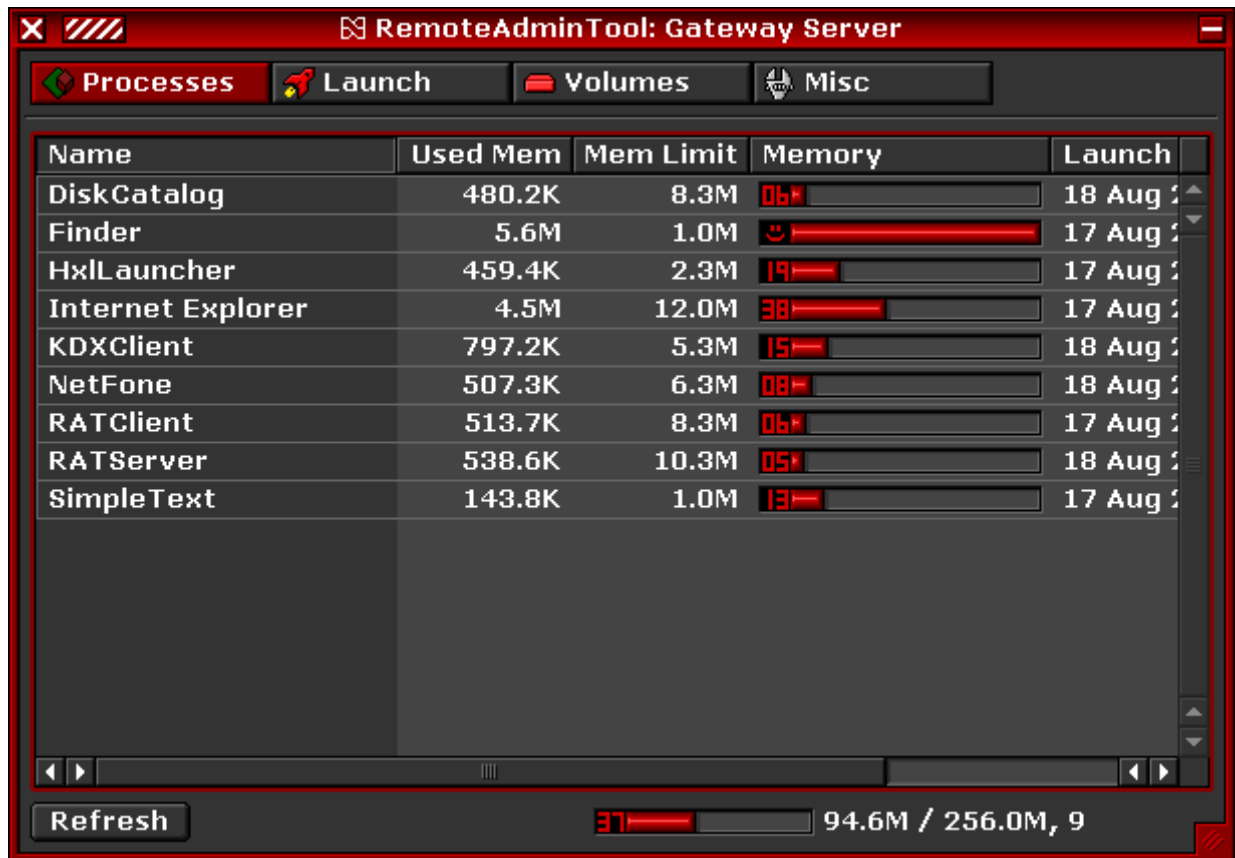 RemoteAdminTool: Gateway Server
Processes Launch Volumes Misc
Name Used Mem Mem Limit Memory Launch
DiskCatalog 480.2K 8.3M 06 18 Aug
Finder 5.6M 1.0M 17 Aug
HxlLauncher 459.4K 2.3M 19 17 Aug
Internet Explorer 4.5M 12.0M 38 17 Aug
KDXClient 797.2K 5.3M 15 18 Aug
NetFone 507.3K 6.3M 08 18 Aug
RATClient 513.7K 8.3M 06 17 Aug
RATServer 538.6K 10.3M 05 18 Aug
SimpleText 143.8K 1.0M 13 17 Aug
Refresh 37 94.6M / 256.0M, 9